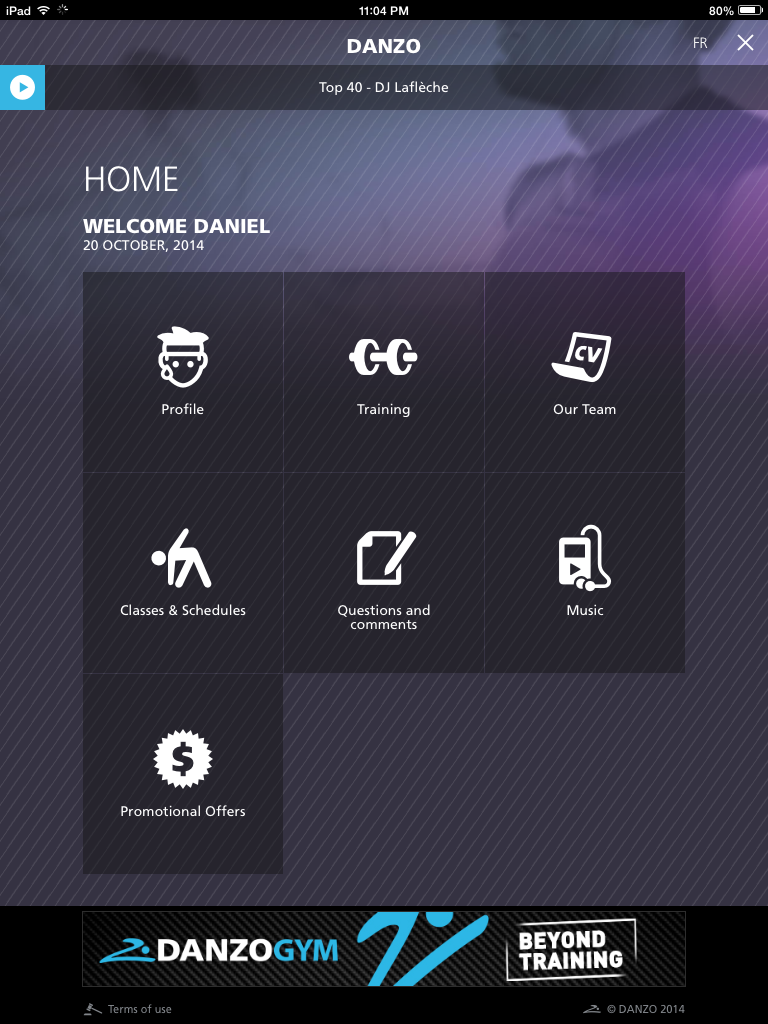 iPad 11:04 PM 80%
DANZO FR
Top 40 - DJ Laflèche
HOME
WELCOME DANIEL
20 OCTOBER, 2014
CV
Profile Training Our Team
Classes & Schedules Questions and Music
comments
$
Promotional Offers
DANZOGYM BEYOND
TRAINING
Terms of use © DANZO 2014